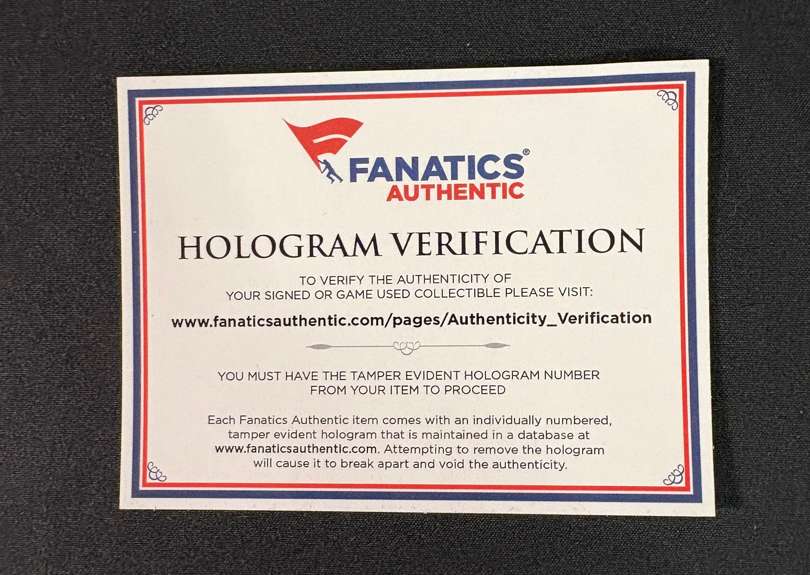 FANATICS®
AUTHENTIC
HOLOGRAM VERIFICATION
TO VERIFY THE AUTHENTICITY OF
YOUR SIGNED OR GAME USED COLLECTIBLE PLEASE VISIT:
www.fanaticsauthentic.com/pages/Authenticity_Verification
YOU MUST HAVE THE TAMPER EVIDENT HOLOGRAM NUMBER
FROM YOUR ITEM TO PROCEED
Each Fanatics Authentic item comes with an individually numbered,
tamper evident hologram that is maintained in a database at
www.fanaticsauthentic.com. Attempting to remove the hologram
will cause it to break apart and void the authenticity.